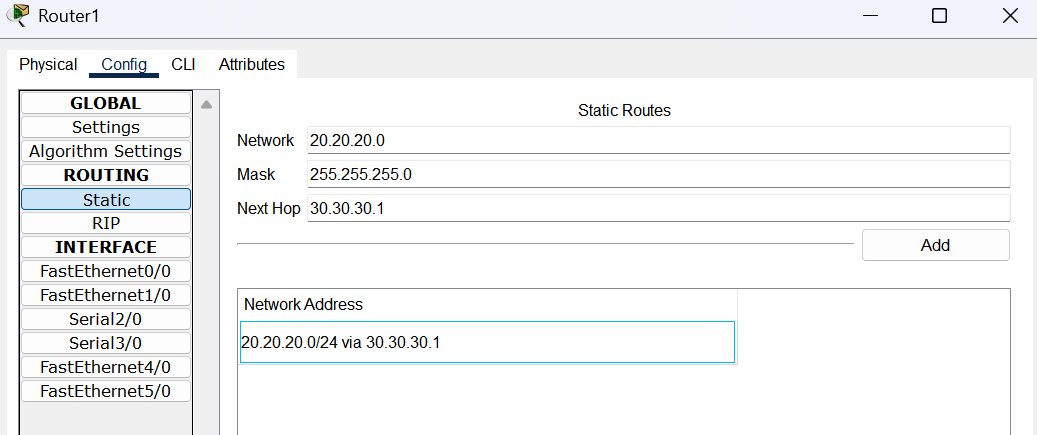 Router1
Physical Config CLI Attributes
GLOBAL
Settings
Algorithm Settings
ROUTING
Static
RIP
INTERFACE
FastEthernet0/0
FastEthernet1/0
Serial2/0
Serial3/0
FastEthernet4/0
FastEthernet5/0
Static Routes
Network 20.20.20.0
Mask 255.255.255.0
Next Hop 30.30.30.1
Add
Network Address
20.20.20.0/24 via 30.30.30.1